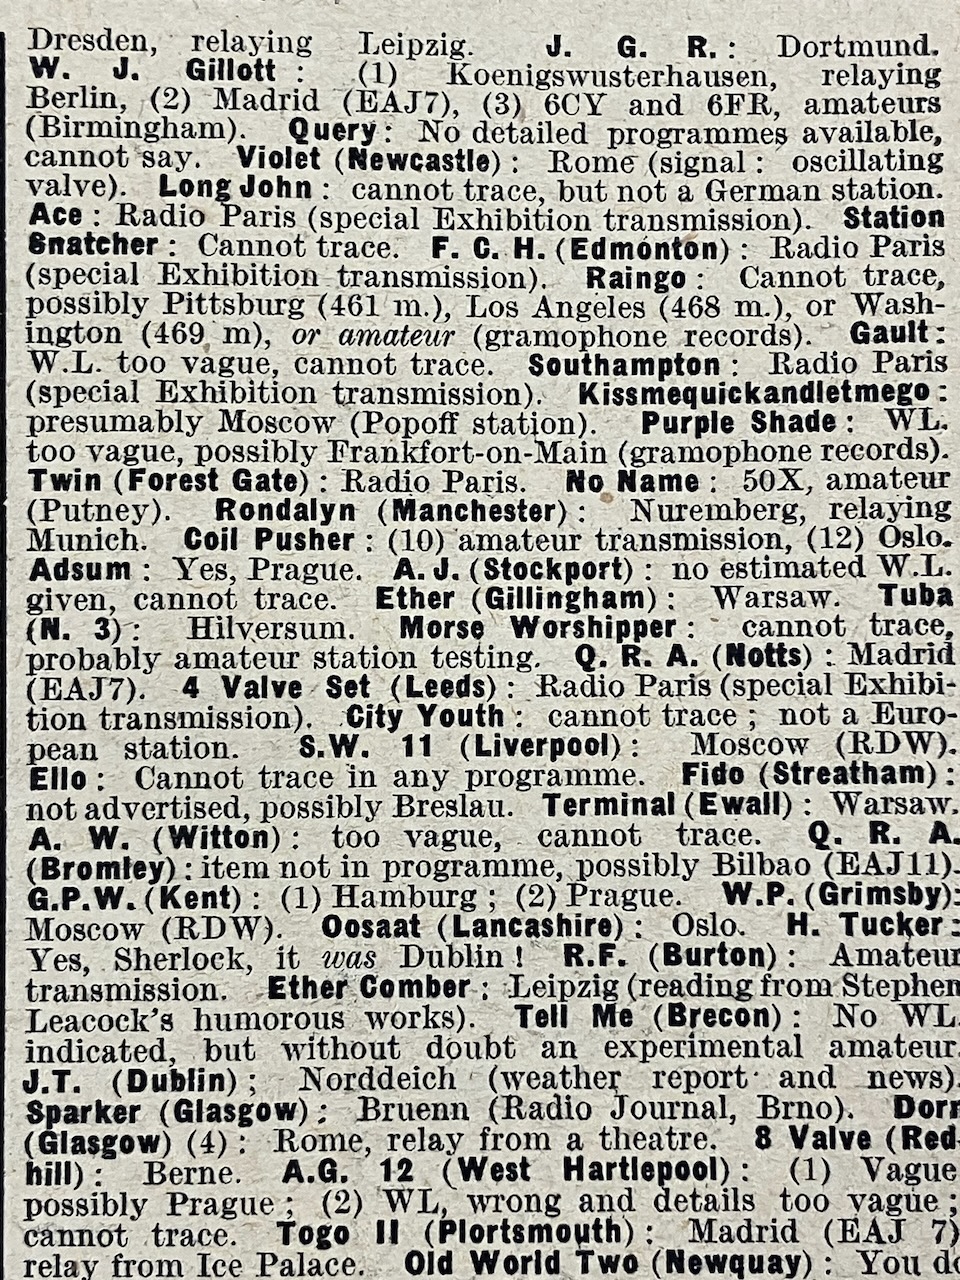 Dresden, relaying Leipzig. J. G. R.: Dortmund.
W. J. Gillott: (1) Koenigswusterhausen, relaying
Berlin, (2) Madrid (EAJ7), (3) 6CY and 6FR, amateurs
(Birmingham). Query: No detailed programmes available,
cannot say. Violet (Newcastle): Rome (signal: oscillating
valve). Long John: cannot trace, but not a German station.
Ace: Radio Paris (special Exhibition transmission). Station
Snatcher: Cannot trace. F. C. H. (Edmonton): Radio Paris
(special Exhibition transmission). Raingo: Cannot trace,
possibly Pittsburg (461 m.), Los Angeles (468 m.), or Wash-
ington (469 m), or amateur (gramophone records). Gault:
W.L. too vague, cannot trace. Southampton: Radio Paris
(special Exhibition transmission). Kissmequickandletmego:
presumably Moscow (Popoff station). Purple Shade: WL.
too vague, possibly Frankfort-on-Main (gramophone records).
Twin (Forest Gate): Radio Paris. No Name: 50X, amateur
(Putney). Rondalyn (Manchester): Nuremberg, relaying
Munich. Coil Pusher: (10) amateur transmission, (12) Oslo.
Adsum: Yes, Prague. A. J. (Stockport): no estimated W.L.
given, cannot trace. Ether (Gillingham): Warsaw. Tuba
(N. 3): Hilversum. Morse Worshipper: cannot trace,
probably amateur station testing. Q. R. A. (Notts): Madrid
(EAJ7). 4 Valve Set (Leeds): Radio Paris (special Exhibi-
tion transmission). City Youth: cannot trace; not a Euro-
pean station. S.W. 11 (Liverpool): Moscow (RDW).
Ello: Cannot trace in any programme. Fido (Streatham):
not advertised, possibly Breslau. Terminal (Ewall): Warsaw.
A. W. (Witton): too vague, cannot trace. Q. R. A.
(Bromley): item not in programme, possibly Bilbao (EAJ11).
G.P.W. (Kent): (1) Hamburg; (2) Prague. W.P. (Grimsby):
Moscow (RDW). Oosaat (Lancashire): Oslo. H. Tucker:
Yes, Sherlock, it was Dublin! R.F. (Burton): Amateur
transmission. Ether Comber: Leipzig (reading from Stephen
Leacock's humorous works). Tell Me (Brecon): No WL.
indicated, but without doubt an experimental amateur.
J.T. (Dublin); Norddeich (weather report and news).
Sparker (Glasgow): Bruenn (Radio Journal, Brno). Dorr
(Glasgow) (4): Rome, relay from a theatre. 8 Valve (Red-
hill): Berne. A.G. 12 (West Hartlepool): (1) Vague
possibly Prague; (2) WL, wrong and details too vague;
cannot trace. Togo II (Plortsmouth): Madrid (EAJ 7)
relay from Ice Palace. Old World Two (Newquay): You do